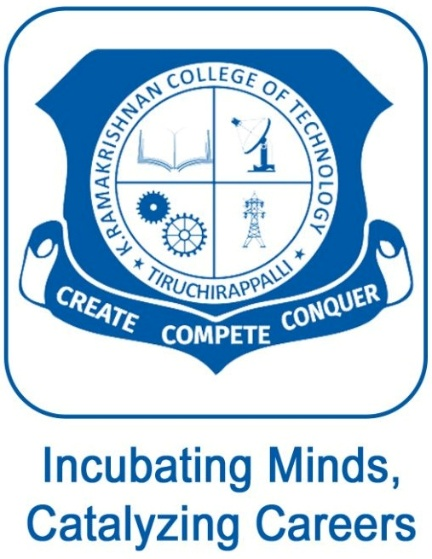 K.RAMAKRISHNAN COLLEGE OF TECHNOLOGY
★ TIRUCHIRAPPALLI ★
CREATE COMPETE CONQUER
Incubating Minds,
Catalyzing Careers